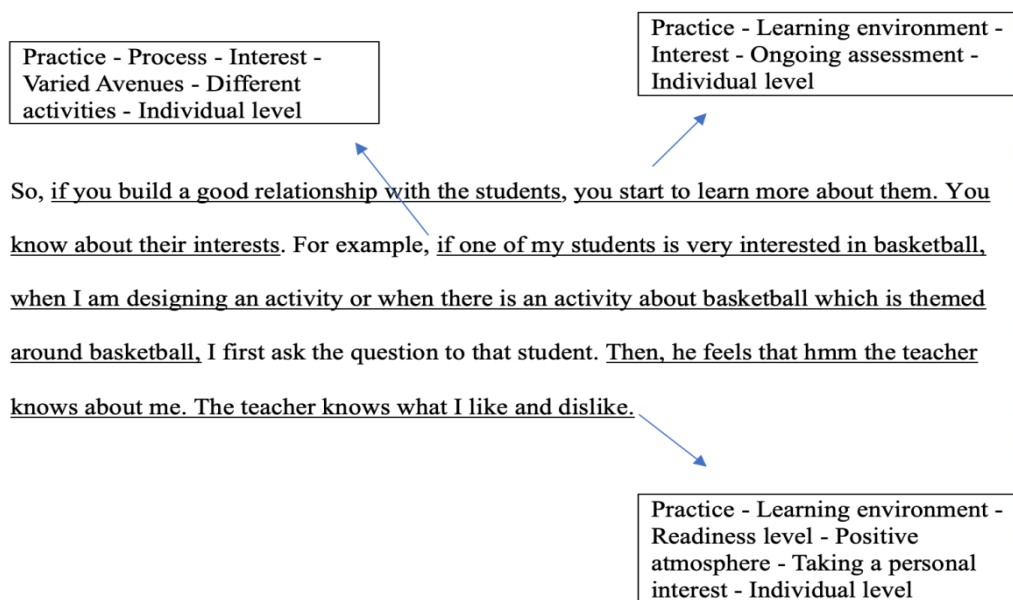 Practice - Process - Interest -
Varied Avenues - Different
activities - Individual level
Practice - Learning environment -
Interest - Ongoing assessment -
Individual level
So, if you build a good relationship with the students, you start to learn more about them. You
know about their interests. For example, if one of my students is very interested in basketball,
when I am designing an activity or when there is an activity about basketball which is themed
around basketball, I first ask the question to that student. Then, he feels that hmm the teacher
knows about me. The teacher knows what I like and dislike.
Practice - Learning environment -
Readiness level - Positive
atmosphere - Taking a personal
interest - Individual level